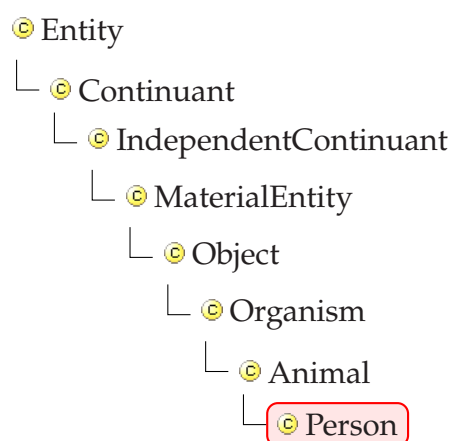 Entity
Continuant
IndependentContinuant
MaterialEntity
Object
Organism
Animal
Person